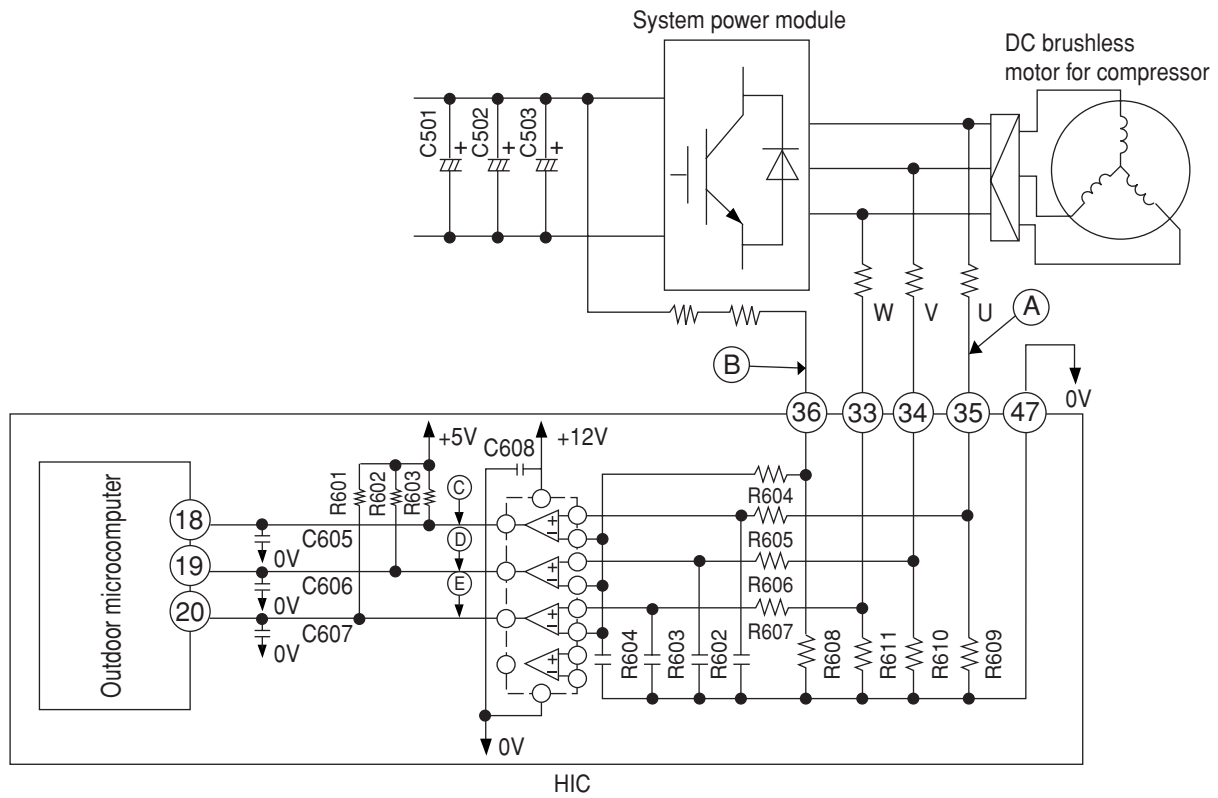 System power module
DC brushless
motor for compressor
C501
C502
C503
+
+
+
W
V
U
A
B
36
33
34
35
47
0V
+5V
C608
+12V
R601
R602
R603
C
D
E
R604
R605
R606
R607
Outdoor microcomputer
18
19
20
C605
0V
C606
0V
C607
0V
+
−
+
−
+
−
+
−
R604
R603
R602
R608
R611
R610
R609
0V
HIC